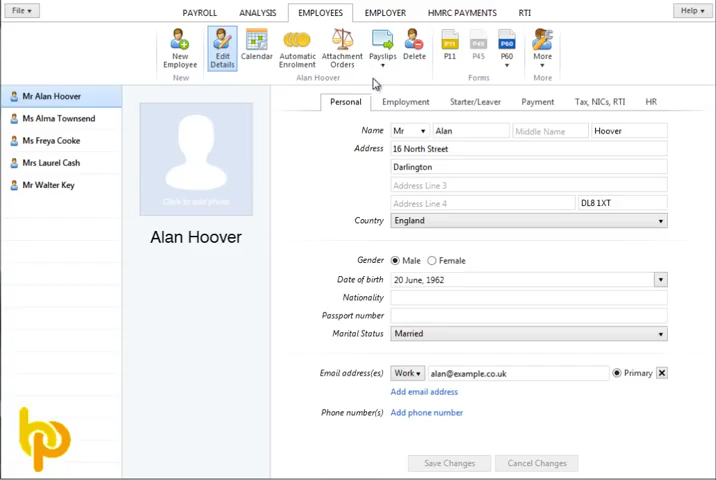 File PAYROLL ANALYSIS EMPLOYEES EMPLOYER HMRC PAYMENTS RTI Help
New Employee
Edit Details
Calendar
Automatic Enrolment
Attachment Orders
Payslips
Delete
P11 P11
P45 P45
P60 P60
More
New Alan Hoover Forms More
Mr Alan Hoover
Ms Alma Townsend
Ms Freya Cooke
Mrs Laurel Cash
Mr Walter Key
Click to add photo
Alan Hoover
Personal Employment Starter/Leaver Payment Tax, NICs, RTI HR
Name Mr Alan Middle Name Hoover
Address 16 North Street
Darlington
Address Line 3
Address Line 4 DL8 1XT
Country England
Gender Male Female
Date of birth 20 June, 1962
Nationality
Passport number
Marital Status Married
Email address(es) Work alan@example.co.uk Primary
Add email address
Phone number(s) Add phone number
Save Changes Cancel Changes
bp